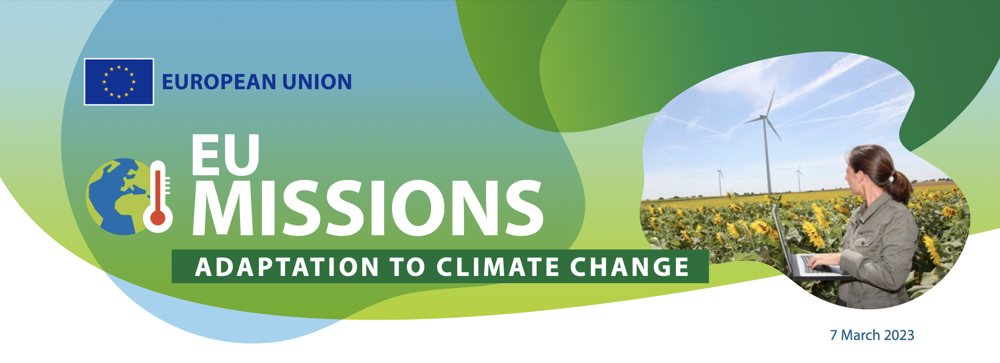 EUROPEAN UNION
EU
MISSIONS
ADAPTATION TO CLIMATE CHANGE
7 March 2023